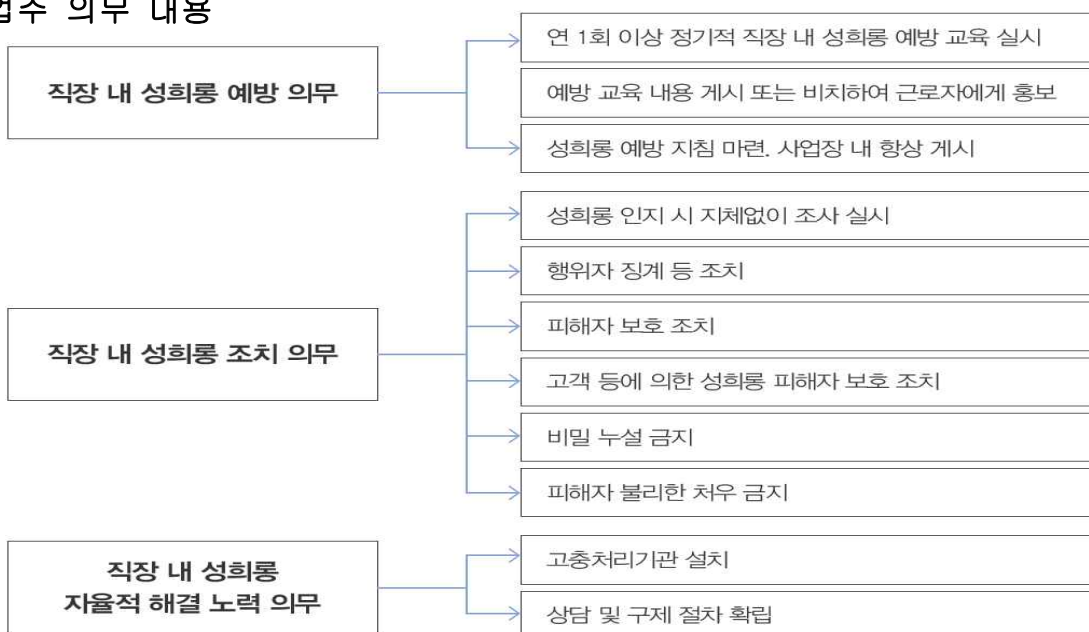 업주 의무 내용
직장 내 성희롱 예방 의무
연 1회 이상 정기적 직장 내 성희롱 예방 교육 실시
예방 교육 내용 게시 또는 비치하여 근로자에게 홍보
성희롱 예방 지침 마련. 사업장 내 항상 게시
직장 내 성희롱 조치 의무
성희롱 인지 시 지체없이 조사 실시
행위자 징계 등 조치
피해자 보호 조치
고객 등에 의한 성희롱 피해자 보호 조치
비밀 누설 금지
피해자 불리한 처우 금지
직장 내 성희롱
자율적 해결 노력 의무
고충처리기관 설치
상담 및 구제 절차 확립